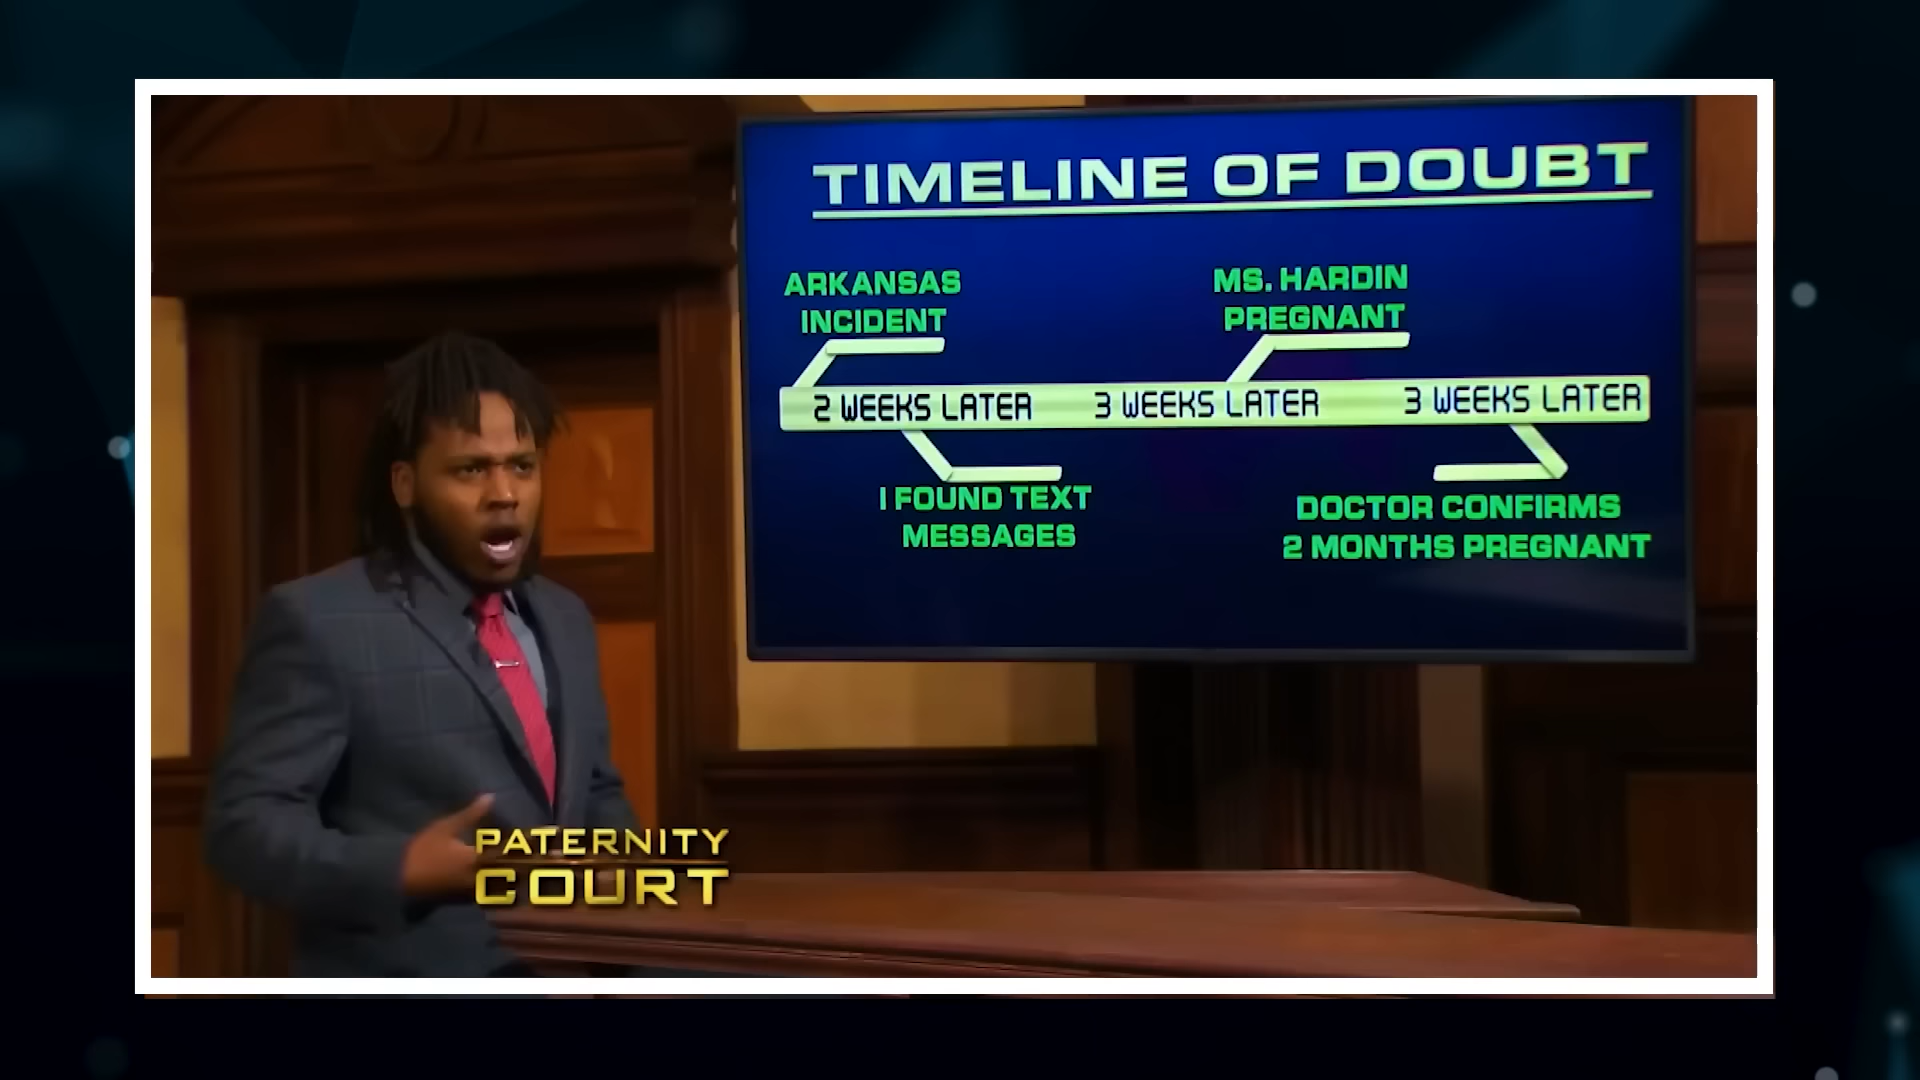 TIMELINE OF DOUBT
ARKANSAS
INCIDENT
MS. HARDIN
PREGNANT
2 WEEKS LATER
3 WEEKS LATER
3 WEEKS LATER
I FOUND TEXT
MESSAGES
DOCTOR CONFIRMS
2 MONTHS PREGNANT
PATERNITY
COURT